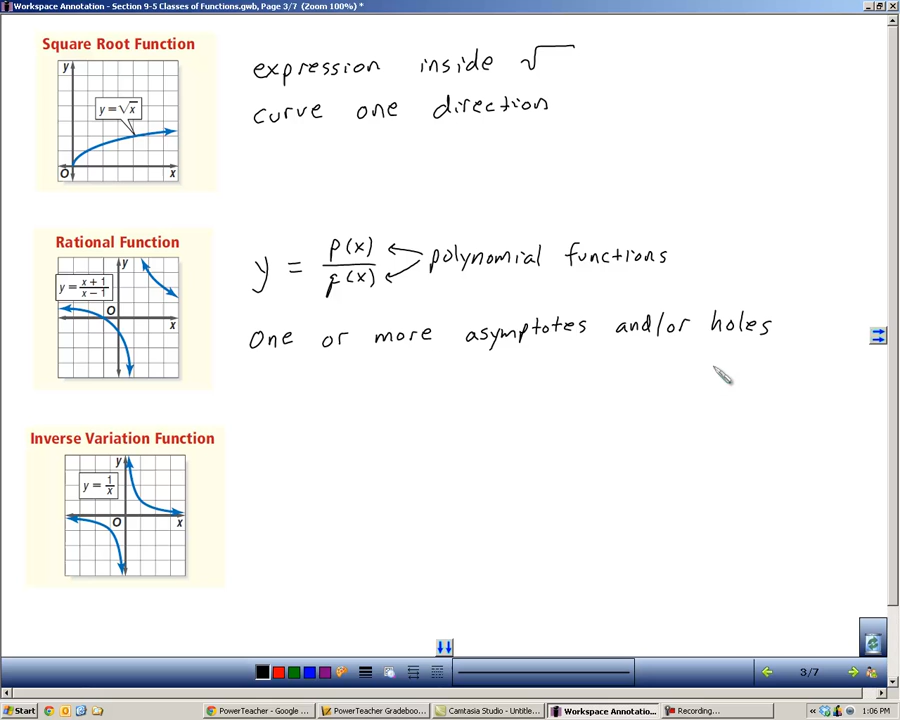 Workspace Annotation - Section 9-5 Classes of Functions.gwb, Page 3/7 (Zoom 100%) *
Square Root Function
y
y = √x
O
x
expression inside √
curve one direction
Rational Function
y
y = x + 1 / x − 1
O
x
y = p(x) / q(x) polynomial functions
One or more asymptotes and/or holes
Inverse Variation Function
y
y = 1/x
O
x
3/7
Start
PowerTeacher - Google ...
PowerTeacher Gradeboo...
Camtasia Studio - Untitle...
Workspace Annotatio...
Recording...
1:06 PM